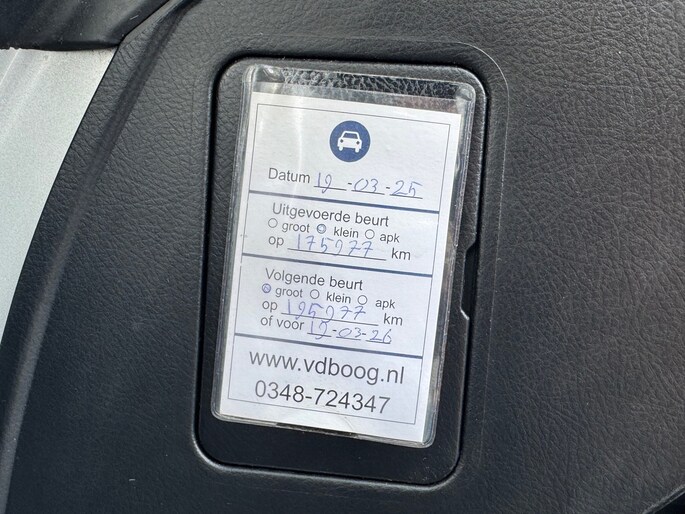 Datum 19-03-25
Uitgevoerde beurt
groot klein apk
op 175977 km
Volgende beurt
groot klein apk
op 195977 km
of voor 19-03-26
www.vdboog.nl
0348-724347